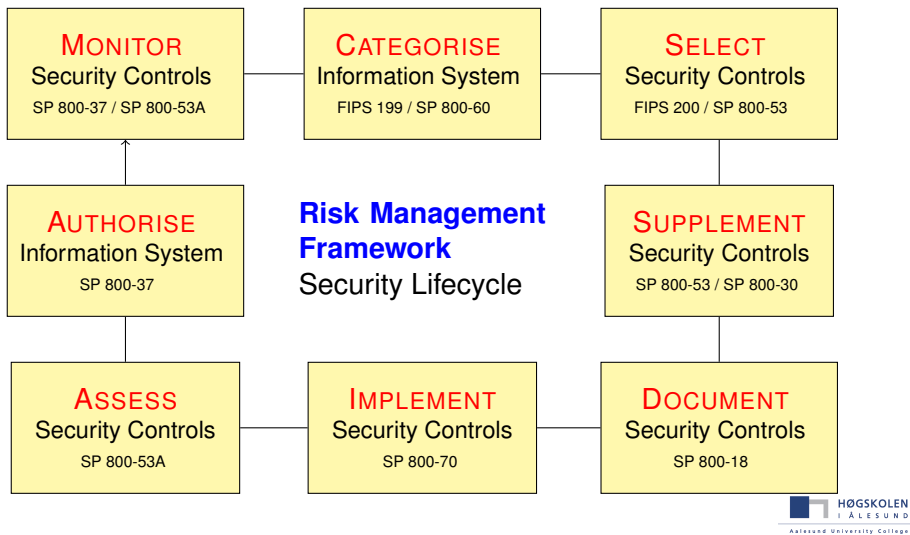 MONITOR
Security Controls
SP 800-37 / SP 800-53A
CATEGORISE
Information System
FIPS 199 / SP 800-60
SELECT
Security Controls
FIPS 200 / SP 800-53
AUTHORISE
Information System
SP 800-37
Risk Management
Framework
Security Lifecycle
SUPPLEMENT
Security Controls
SP 800-53 / SP 800-30
ASSESS
Security Controls
SP 800-53A
IMPLEMENT
Security Controls
SP 800-70
DOCUMENT
Security Controls
SP 800-18
HØGSKOLEN
I ÅLESUND
Aalesund University College